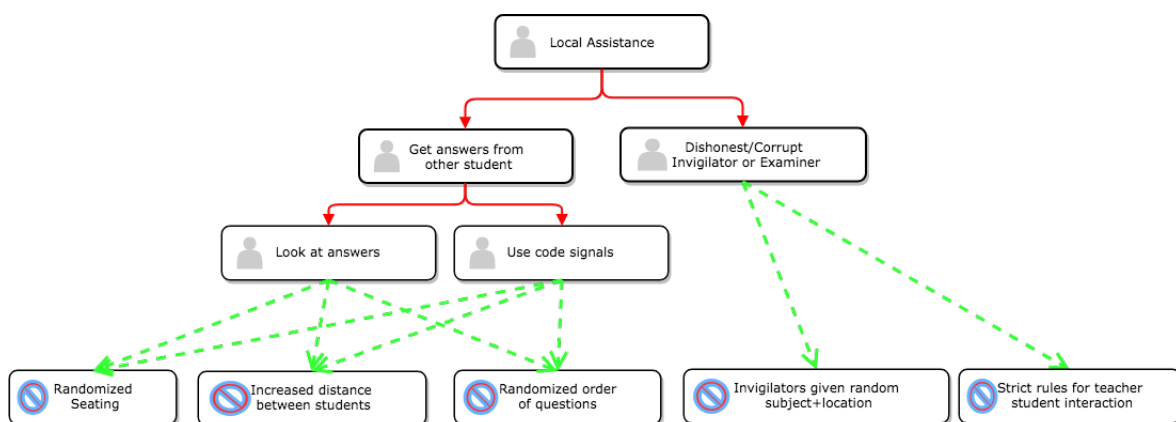 Local Assistance
Get answers from
other student
Dishonest/Corrupt
Invigilator or Examiner
Look at answers
Use code signals
Randomized
Seating
Increased distance
between students
Randomized order
of questions
Invigilators given random
subject+location
Strict rules for teacher
student interaction